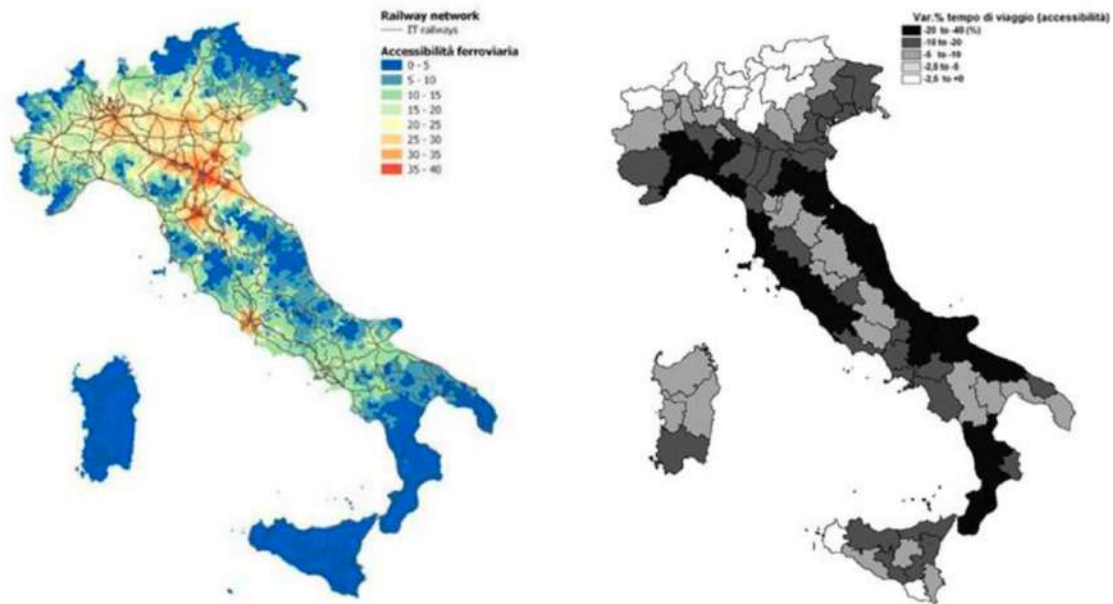 Railway network
IT railways
Accessibilità ferroviaria
0 - 5
5 - 10
10 - 15
15 - 20
20 - 25
25 - 30
30 - 35
35 - 40
Var.% tempo di viaggio (accessibilità)
-20 to -40 (%)
-10 to -20
-5 to -10
-2,5 to -5
-2,5 to +0